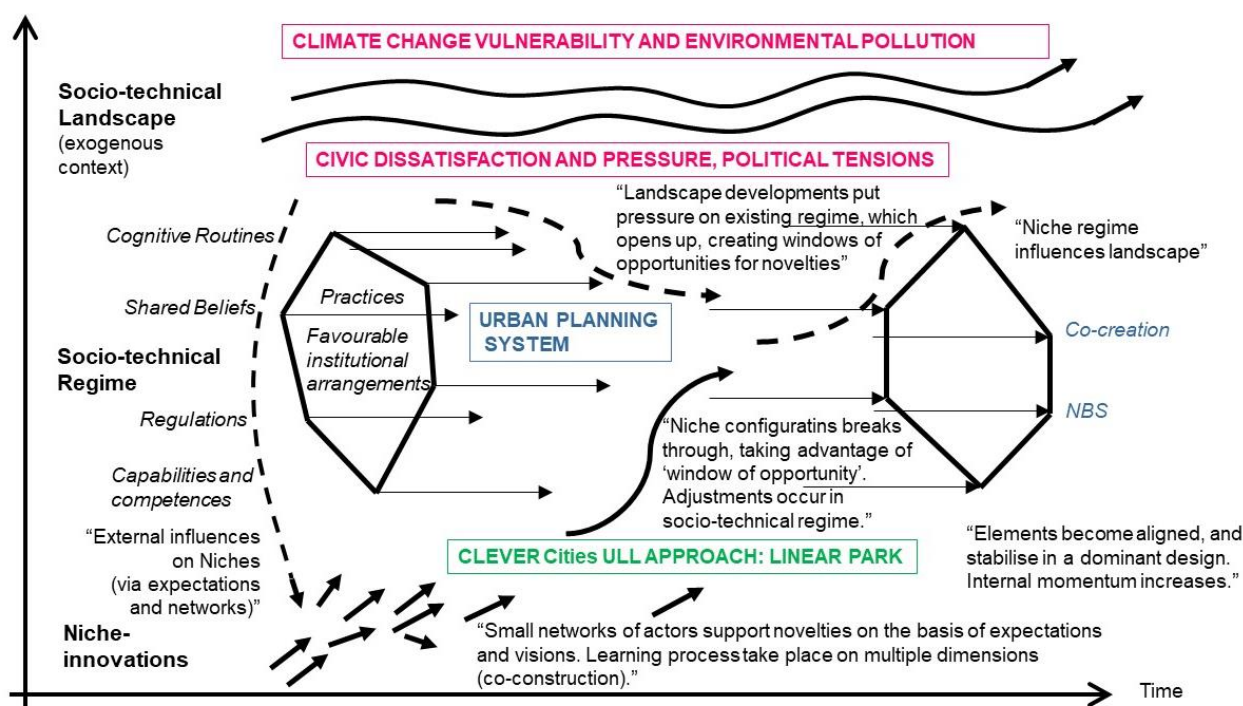 CLIMATE CHANGE VULNERABILITY AND ENVIRONMENTAL POLLUTION
Socio-technical
Landscape
(exogenous
context)
CIVIC DISSATISFACTION AND PRESSURE, POLITICAL TENSIONS
“Landscape developments put
pressure on existing regime, which
opens up, creating windows of
opportunities for novelties”
“Niche regime
influences landscape”
Cognitive Routines
Shared Beliefs
Socio-technical
Regime
Regulations
Capabilities and
competences
Practices
Favourable
institutional
arrangements
URBAN PLANNING
SYSTEM
Co-creation
NBS
“Niche configuratins breaks
through, taking advantage of
‘window of opportunity’.
Adjustments occur in
socio-technical regime.”
“External influences
on Niches
(via expectations
and networks)”
CLEVER Cities ULL APPROACH: LINEAR PARK
“Elements become aligned, and
stabilise in a dominant design.
Internal momentum increases.”
Niche-
innovations
“Small networks of actors support novelties on the basis of expectations
and visions. Learning process take place on multiple dimensions
(co-construction).”
Time